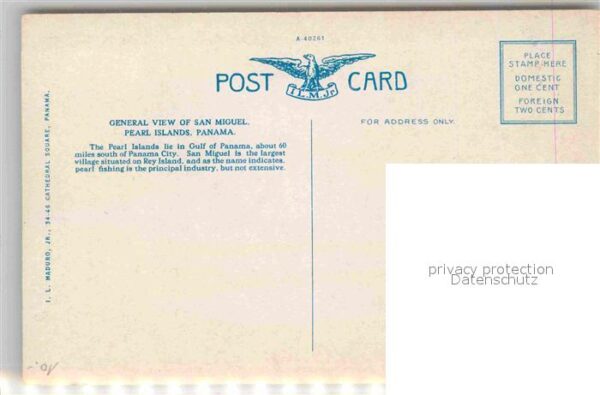 A 40261
POST CARD
I.L.M.Jr.
PLACE
STAMP HERE
DOMESTIC
ONE CENT
FOREIGN
TWO CENTS
GENERAL VIEW OF SAN MIGUEL,
PEARL ISLANDS, PANAMA.
The Pearl Islands lie in Gulf of Panama, about 60
miles south of Panama City. San Miguel is the largest
village situated on Rey Island, and as the name indicates,
pearl fishing is the principal industry, but not extensive.
FOR ADDRESS ONLY.
I. L. MADURO, JR., 34-46 CATHEDRAL SQUARE, PANAMA.
privacy protection
Datenschutz
10.-